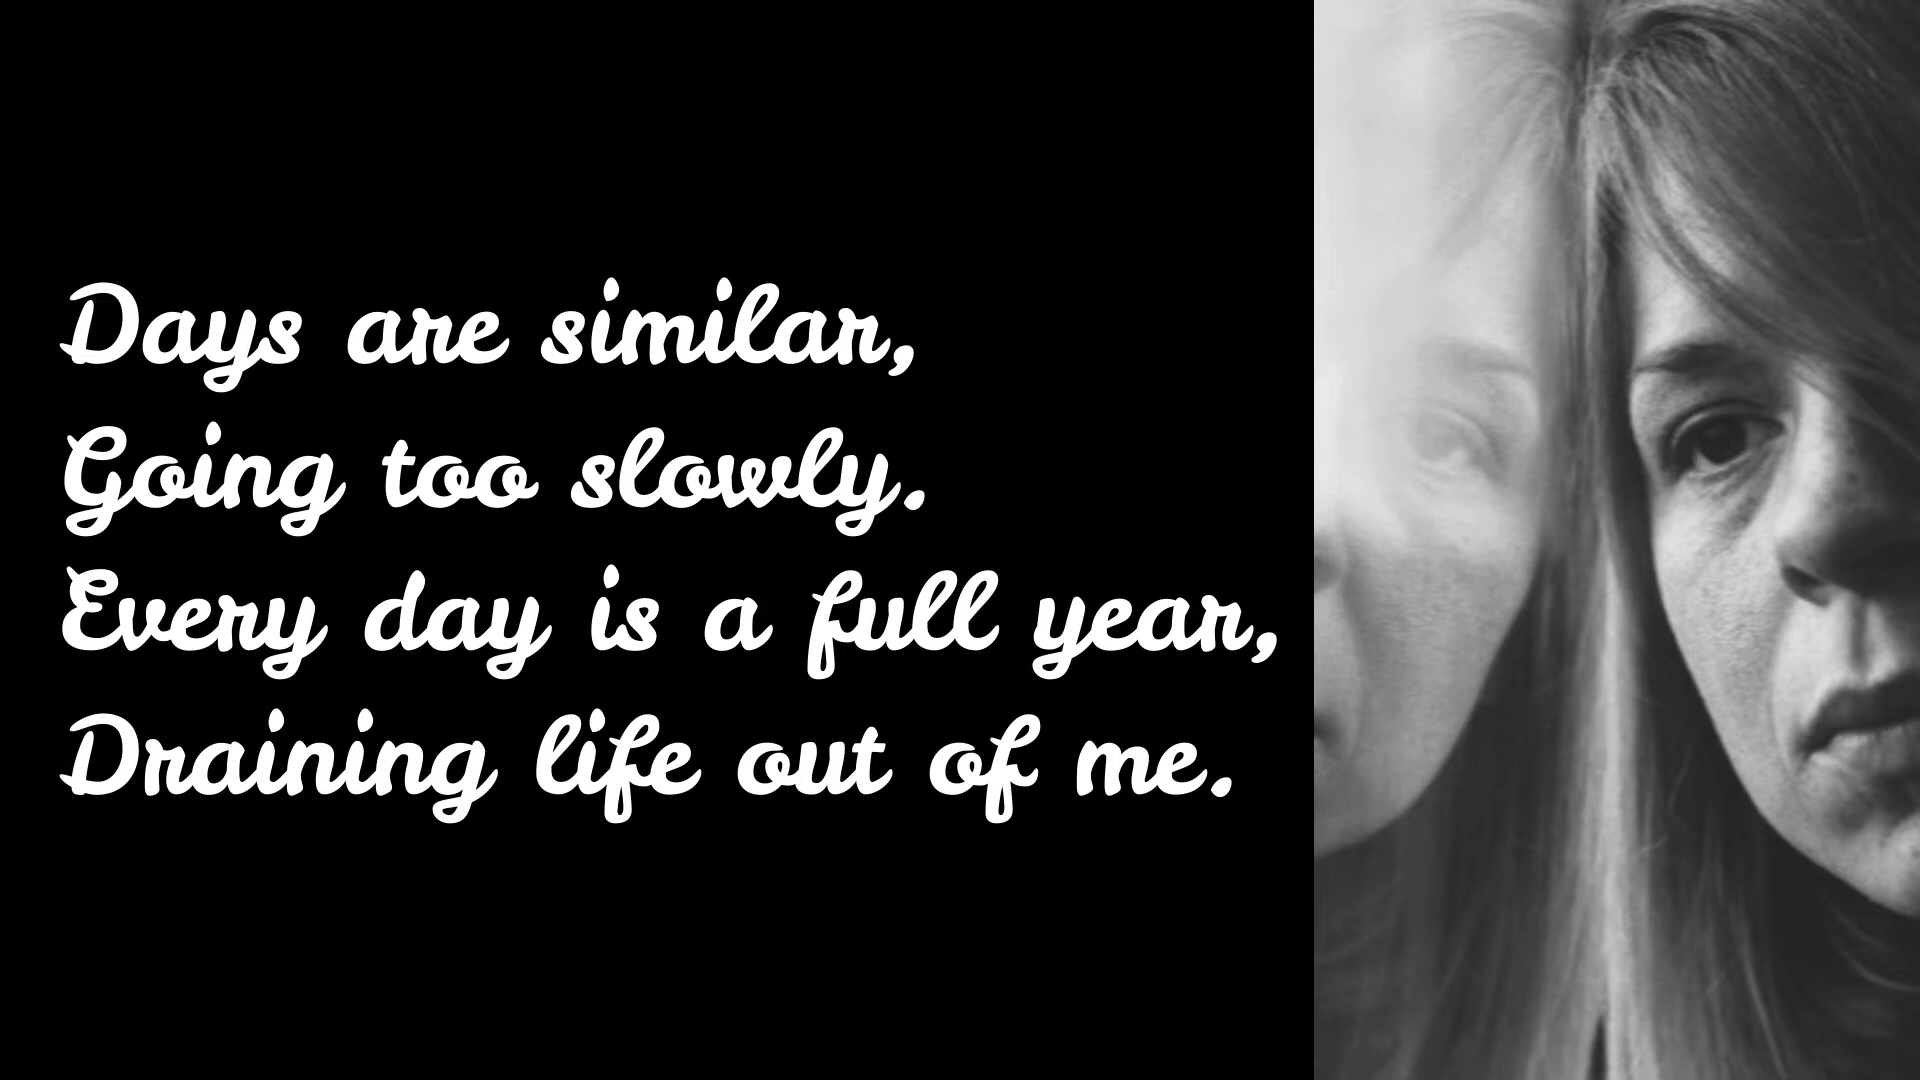 Days are similar,
Going too slowly.
Every day is a full year,
Draining life out of me.